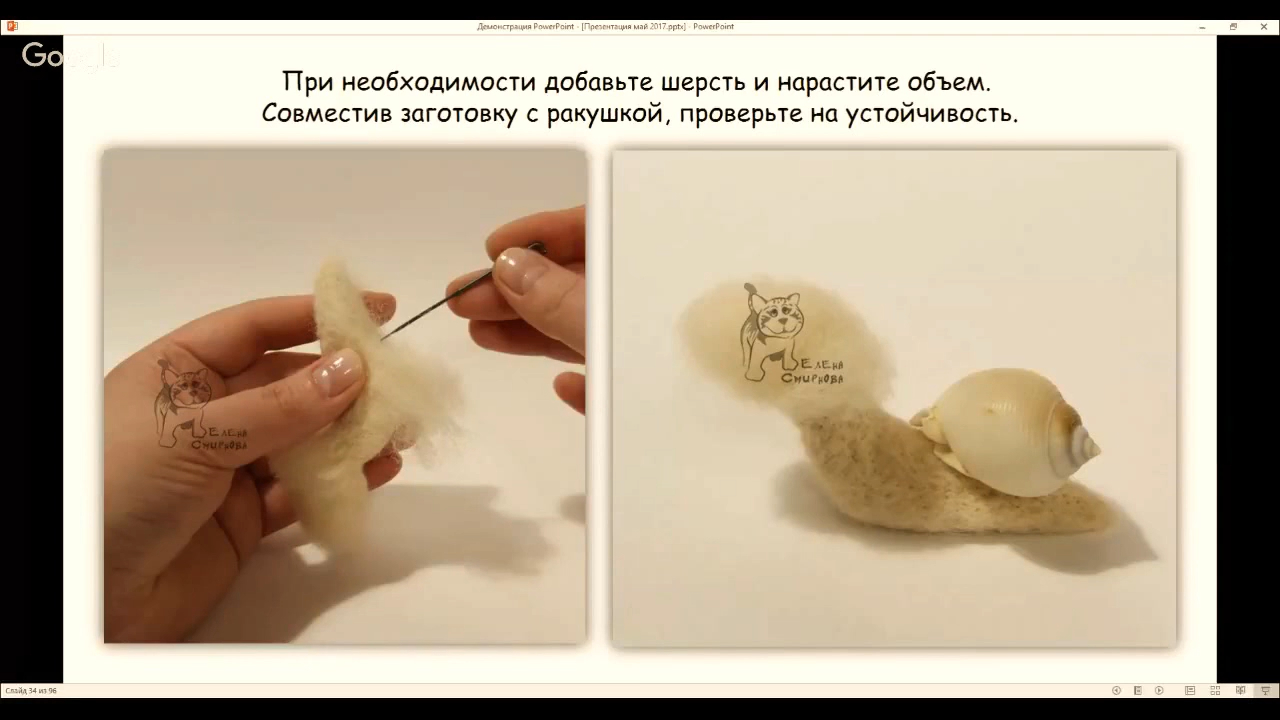 Демонстрация PowerPoint - [Презентация май 2017.pptx] - PowerPoint
Google
При необходимости добавьте шерсть и нарастите объем.
Совместив заготовку с ракушкой, проверьте на устойчивость.
Елена
Смирнова
Елена
Смирнова
Слайд 34 из 96